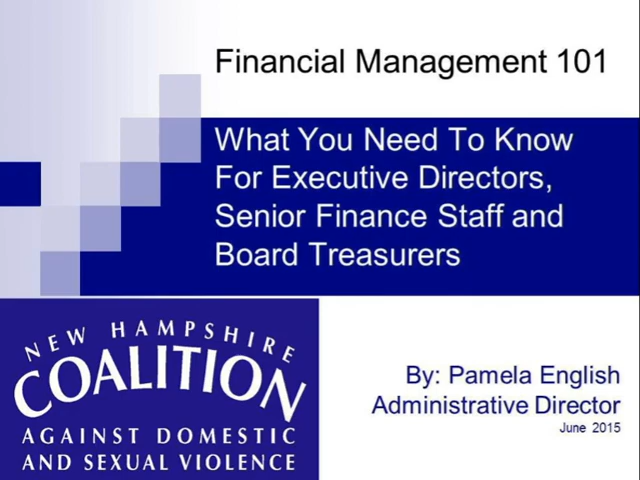 Financial Management 101
What You Need To Know
For Executive Directors,
Senior Finance Staff and
Board Treasurers
NEW HAMPSHIRE
COALITION
AGAINST DOMESTIC
AND SEXUAL VIOLENCE
By: Pamela English
Administrative Director
June 2015